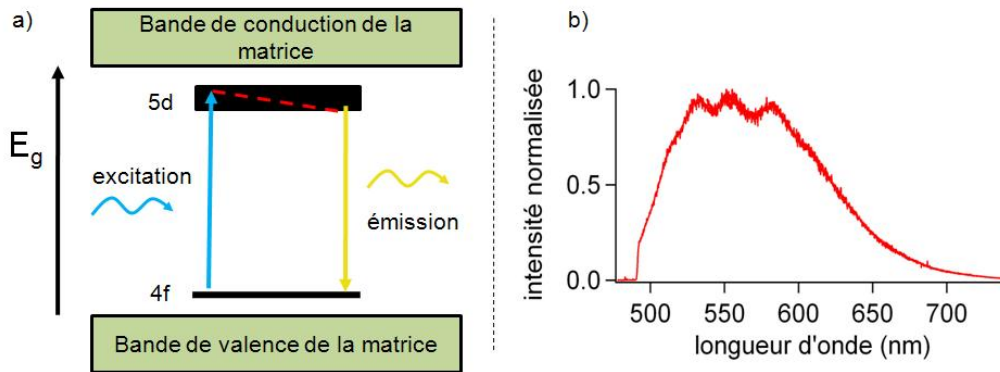 a)
Bande de conduction de la
matrice
5d
E_g
excitation
émission
4f
Bande de valence de la matrice
b)
intensité normalisée
1.0
0.5
0.0
500 550 600 650 700
longueur d'onde (nm)